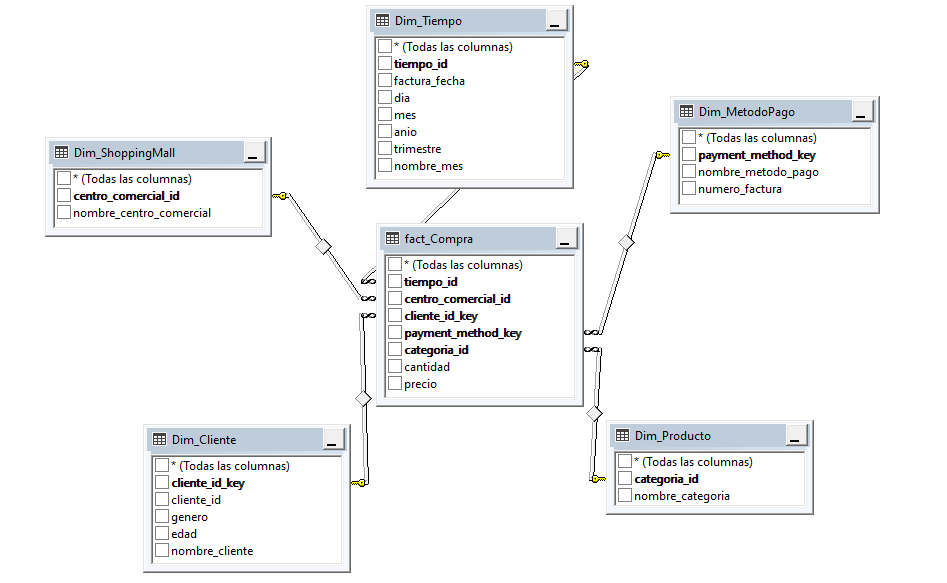 Dim_Tiempo
* (Todas las columnas)
tiempo_id
factura_fecha
dia
mes
anio
trimestre
nombre_mes
Dim_MetodoPago
* (Todas las columnas)
payment_method_key
nombre_metodo_pago
numero_factura
Dim_ShoppingMall
* (Todas las columnas)
centro_comercial_id
nombre_centro_comercial
fact_Compra
* (Todas las columnas)
tiempo_id
centro_comercial_id
cliente_id_key
payment_method_key
categoria_id
cantidad
precio
Dim_Cliente
* (Todas las columnas)
cliente_id_key
cliente_id
genero
edad
nombre_cliente
Dim_Producto
* (Todas las columnas)
categoria_id
nombre_categoria